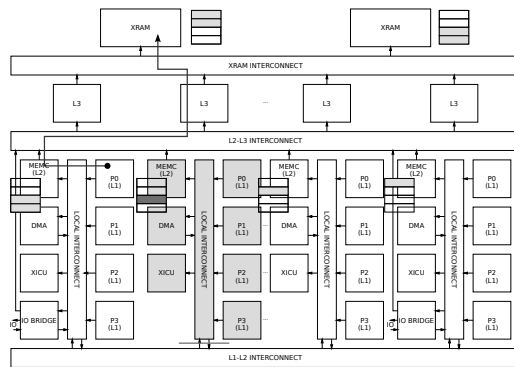 XRAM
XRAM
XRAM INTERCONNECT
L3
L3
...
L3
L3
L2-L3 INTERCONNECT
MEMC
(L2)
P0
(L1)
MEMC
(L2)
P0
(L1)
...
MEMC
(L2)
P0
(L1)
MEMC
(L2)
P0
(L1)
LOCAL INTERCONNECT
LOCAL INTERCONNECT
LOCAL INTERCONNECT
LOCAL INTERCONNECT
DMA
P1
(L1)
DMA
P1
(L1)
...
DMA
P1
(L1)
DMA
P1
(L1)
XICU
P2
(L1)
XICU
P2
(L1)
...
XICU
P2
(L1)
XICU
P2
(L1)
IO
IO BRIDGE
P3
(L1)
P3
(L1)
...
P3
(L1)
IO
IO BRIDGE
P3
(L1)
L1-L2 INTERCONNECT